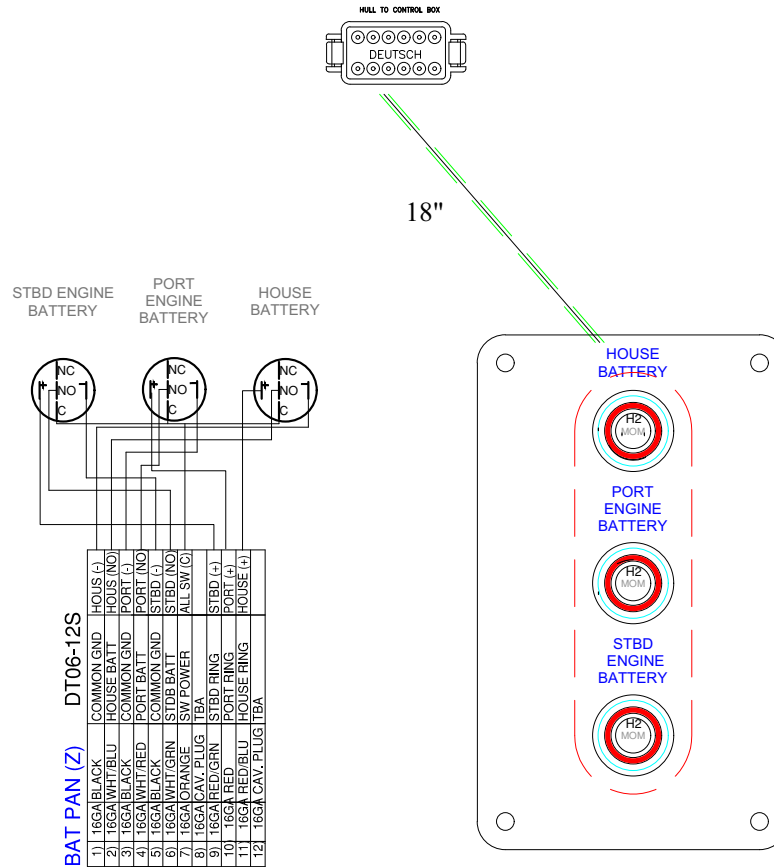 HULL TO CONTROL BOX
DEUTSCH
18"
STBD ENGINE
BATTERY
PORT
ENGINE
BATTERY
HOUSE
BATTERY
NC
+ NO
C
NC
+ NO
C
NC
+ NO
C
HOUSE
BATTERY
H2
MOM
PORT
ENGINE
BATTERY
H2
MOM
STBD
ENGINE
BATTERY
H2
MOM
BAT PAN (Z) DT06-12S
1) 16GA BLACK COMMON GND HOUS (-)
2) 16GA WHT/BLU HOUSE BATT HOUS (NO)
3) 16GA BLACK COMMON GND PORT (-)
4) 16GA WHT/RED PORT BATT PORT (NO)
5) 16GA BLACK COMMON GND STBD (-)
6) 16GA WHT/GRN STDB BATT STBD (NO)
7) 16GA ORANGE SW POWER ALL SW (C)
8) 16GA CAV. PLUG TBA
9) 16GA RED/GRN STBD RING STBD (+)
10) 16GA RED PORT RING PORT (+)
11) 16GA RED/BLU HOUSE RING HOUSE (+)
12) 16GA CAV. PLUG TBA